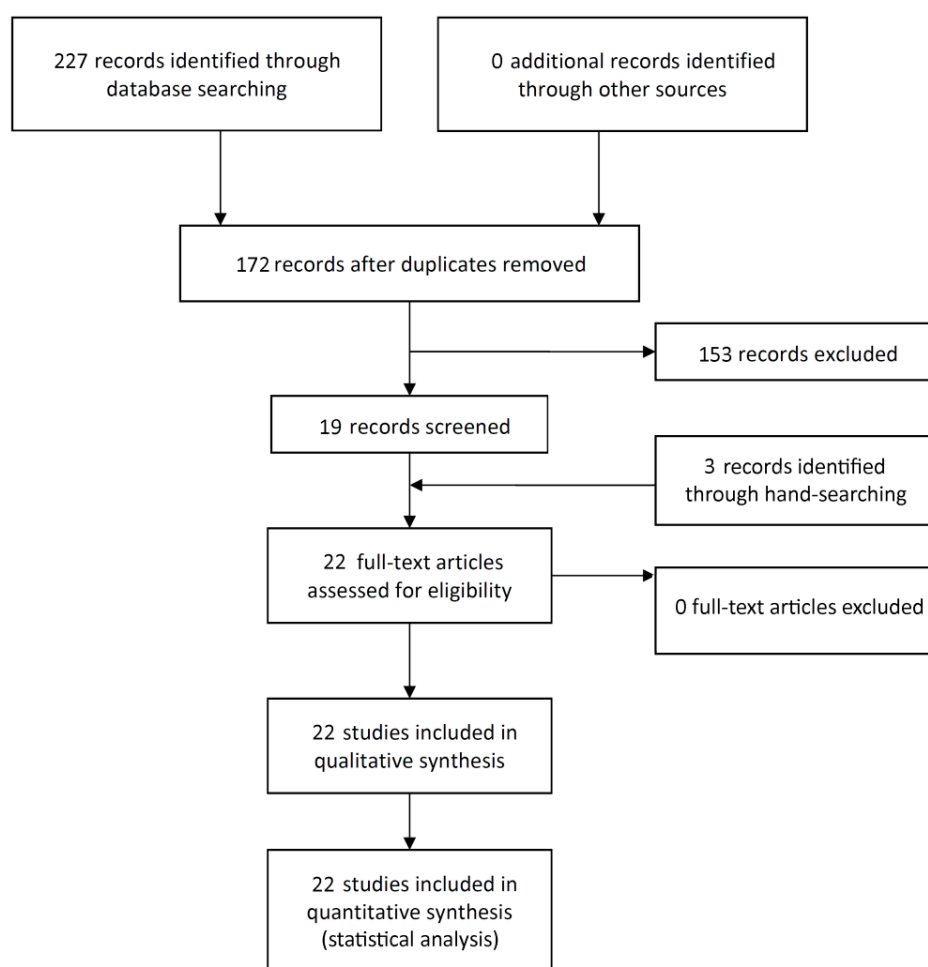 227 records identified through
database searching
0 additional records identified
through other sources
172 records after duplicates removed
153 records excluded
19 records screened
3 records identified
through hand-searching
22 full-text articles
assessed for eligibility
0 full-text articles excluded
22 studies included in
qualitative synthesis
22 studies included in
quantitative synthesis
(statistical analysis)